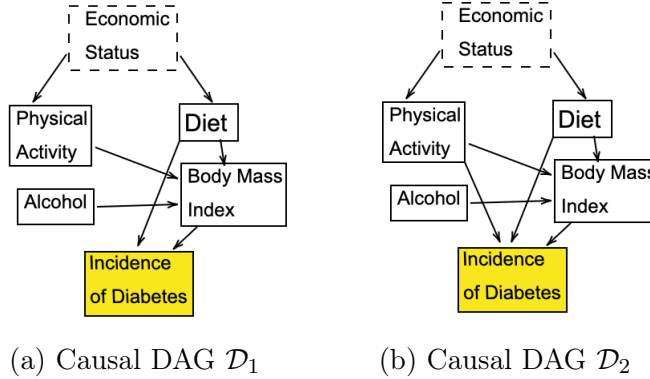 Economic
Status
Physical
Activity
Diet
Alcohol
Body Mass
Index
Incidence
of Diabetes
(a) Causal DAG 𝒟₁
Economic
Status
Physical
Activity
Diet
Alcohol
Body Mass
Index
Incidence
of Diabetes
(b) Causal DAG 𝒟₂